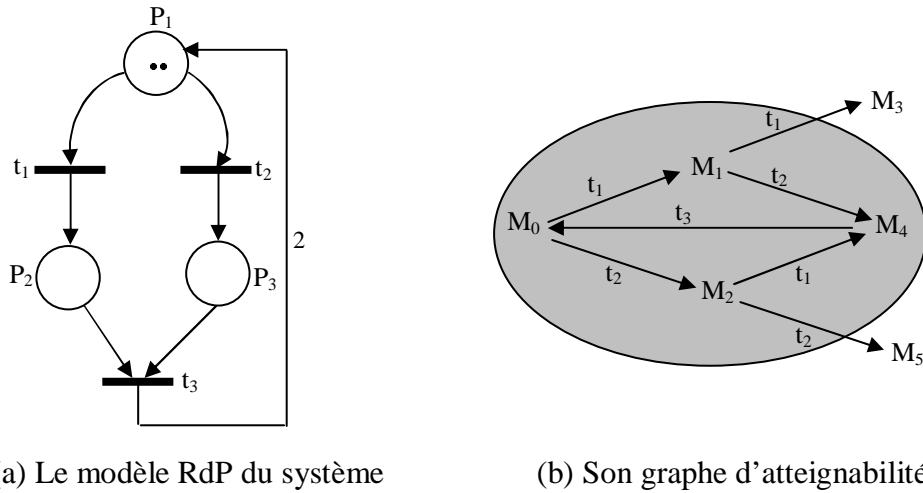 P1
t1
t2
P2
P3
2
t3
M3
t1
M1
t1
t2
M0
t3
M4
t2
t1
M2
t2
M5
a) Le modèle RdP du système
(b) Son graphe d’atteignabilité